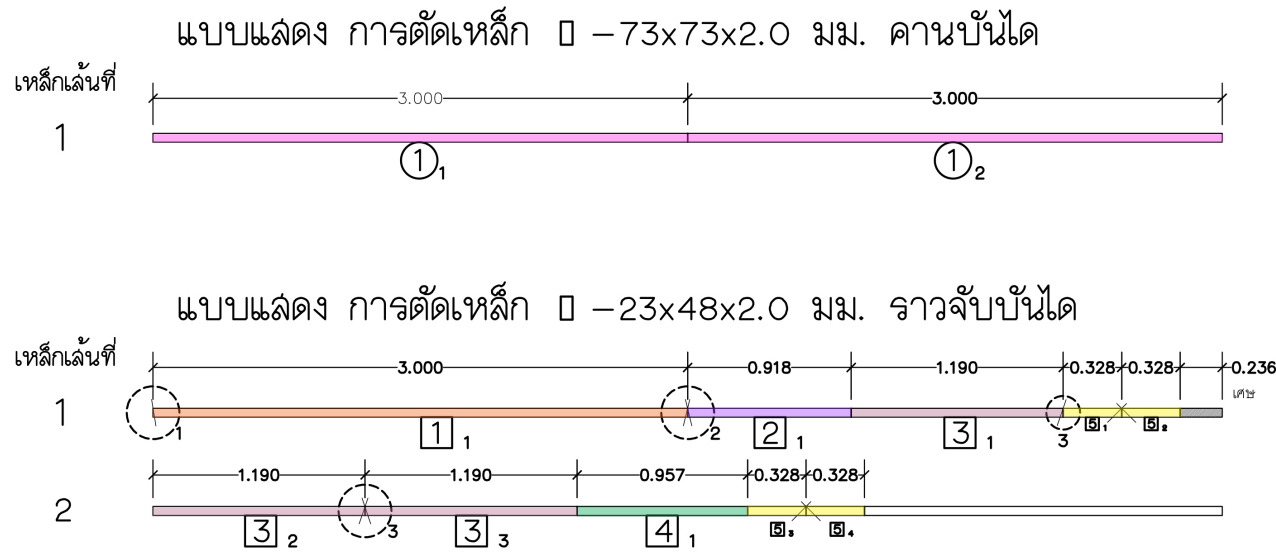 แบบแสดง การตัดเหล็ก ▯ -73x73x2.0 มม. คานบันได
เหล็กเส้นที่
3.000 3.000
1
1 1 1 2
แบบแสดง การตัดเหล็ก ▯ -23x48x2.0 มม. ราวจับบันได
เหล็กเส้นที่
3.000 0.918 1.190 0.328 0.328 0.236
เศษ
1
1 2 3
1 1 2 1 3 1 5 1 5 2
1.190 1.190 0.957 0.328 0.328
2
3
3 2 3 3 4 1 5 3 5 4